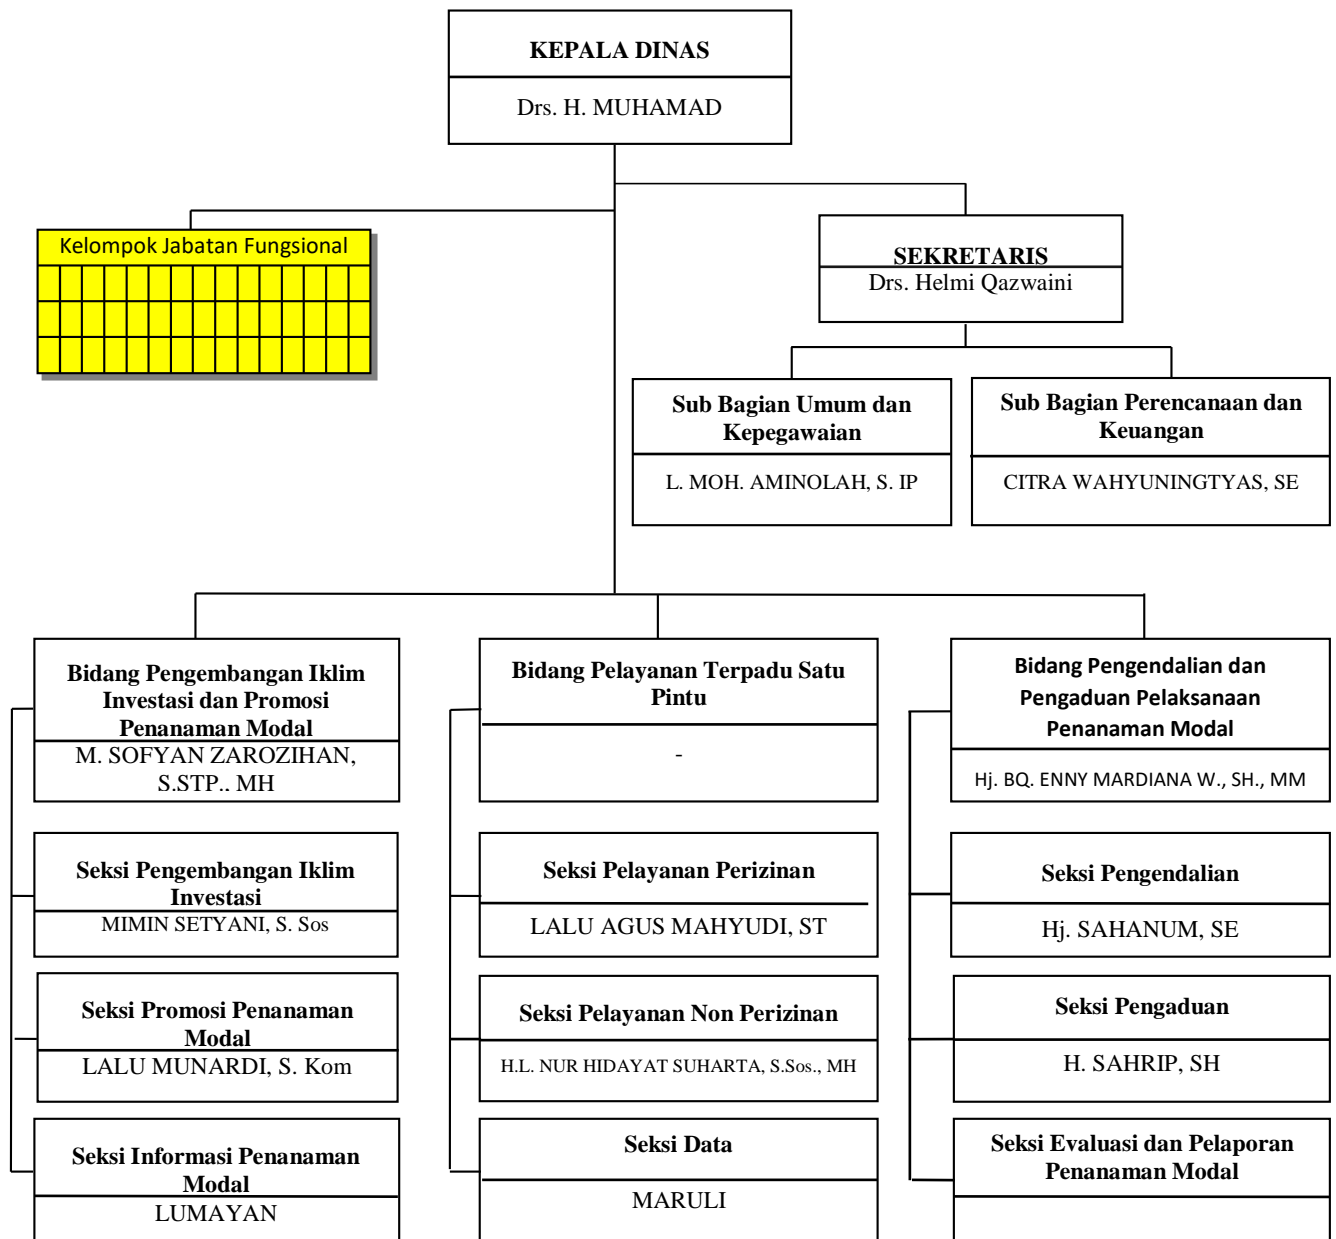 KEPALA DINAS
Drs. H. MUHAMAD
Kelompok Jabatan Fungsional
SEKRETARIS
Drs. Helmi Qazwaini
Sub Bagian Umum dan
Kepegawaian
L. MOH. AMINOLAH, S. IP
Sub Bagian Perencanaan dan
Keuangan
CITRA WAHYUNINGTYAS, SE
Bidang Pengembangan Iklim
Investasi dan Promosi
Penanaman Modal
M. SOFYAN ZAROZIHAN,
S.STP., MH
Seksi Pengembangan Iklim
Investasi
MIMIN SETYANI, S. Sos
Seksi Promosi Penanaman
Modal
LALU MUNARDI, S. Kom
Seksi Informasi Penanaman
Modal
LUMAYAN
Bidang Pelayanan Terpadu Satu
Pintu
-
Seksi Pelayanan Perizinan
LALU AGUS MAHYUDI, ST
Seksi Pelayanan Non Perizinan
H.L. NUR HIDAYAT SUHARTA, S.Sos., MH
Seksi Data
MARULI
Bidang Pengendalian dan
Pengaduan Pelaksanaan
Penanaman Modal
Hj. BQ. ENNY MARDIANA W., SH., MM
Seksi Pengendalian
Hj. SAHANUM, SE
Seksi Pengaduan
H. SAHRIP, SH
Seksi Evaluasi dan Pelaporan
Penanaman Modal